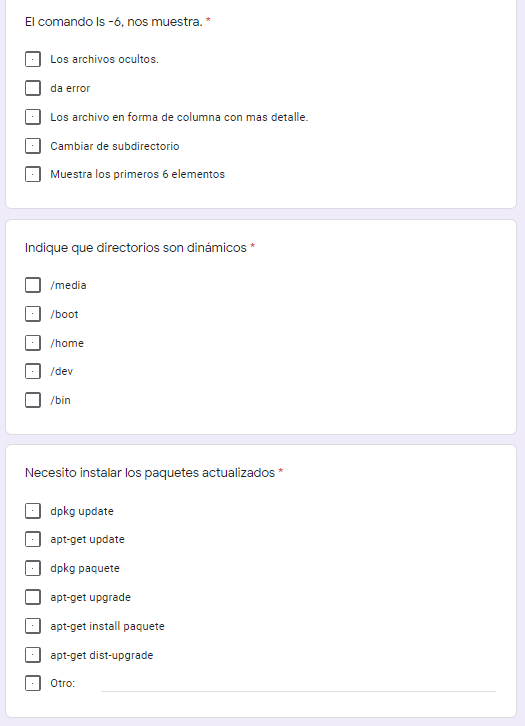 El comando ls -6, nos muestra. *
Los archivos ocultos.
da error
Los archivo en forma de columna con mas detalle.
Cambiar de subdirectorio
Muestra los primeros 6 elementos
Indique que directorios son dinámicos *
/media
/boot
/home
/dev
/bin
Necesito instalar los paquetes actualizados *
dpkg update
apt-get update
dpkg paquete
apt-get upgrade
apt-get install paquete
apt-get dist-upgrade
Otro: